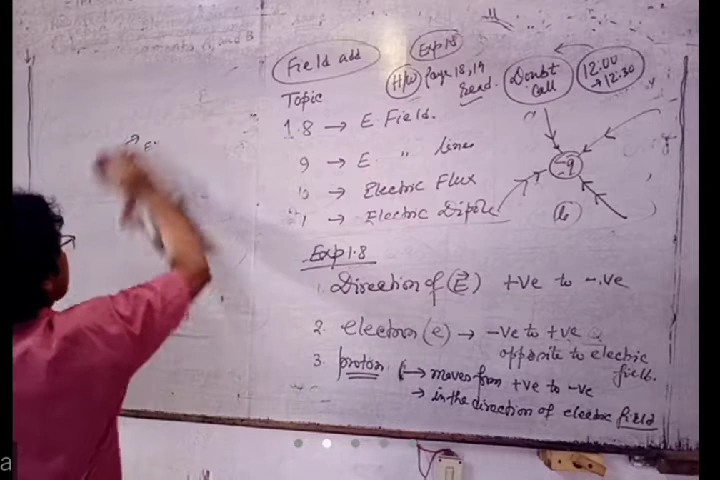 Field add
Exp 1.8
H/W Page 18,19
Read.
Doubt
call
12:00
→ 12:30
Topic
1.8 → E Field.
9 → E " lines
10 → Electric Flux
11 → Electric Dipole
-q
(b)
Exp 1.8
1. Direction of (E⃗) +ve to -ve
2. electron (e) → -ve to +ve
opposite to electric
field.
3. proton → moves from +ve to -ve
→ in the direction of electric field